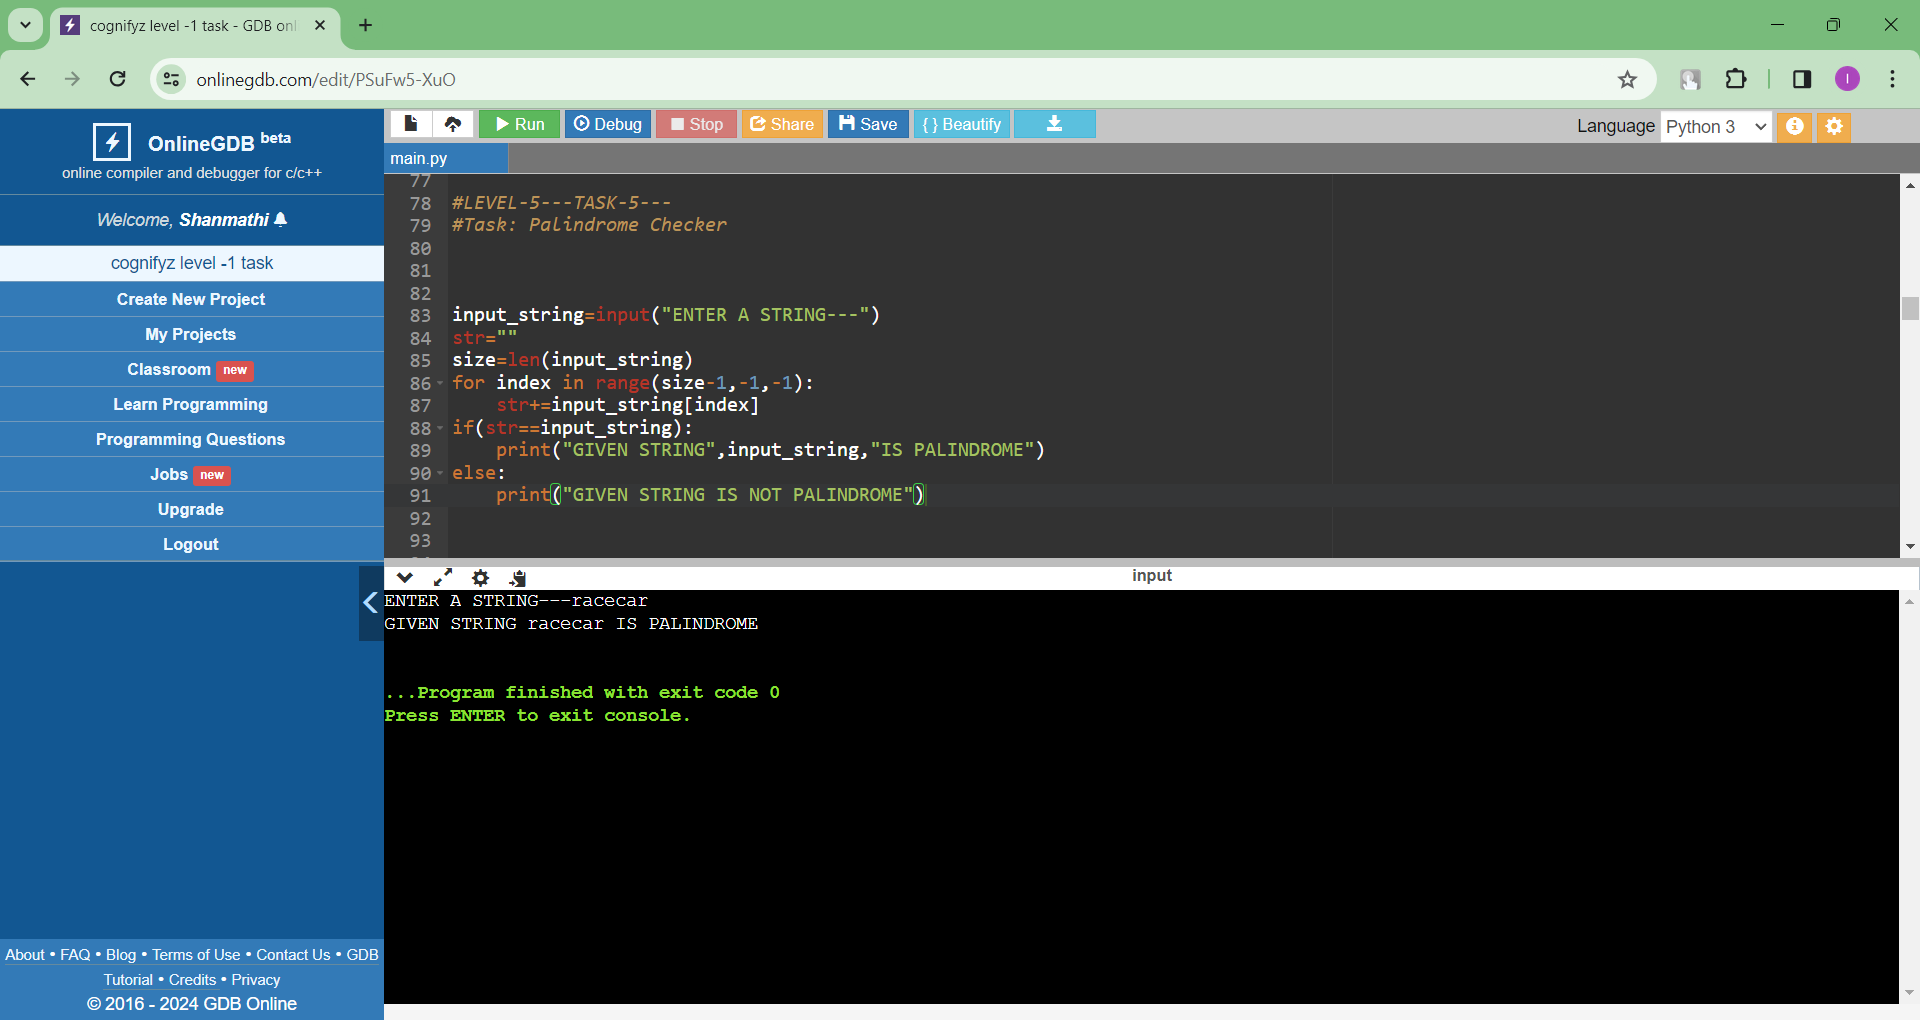 cognifyz level -1 task - GDB onl
onlinegdb.com/edit/PSuFw5-XuO
I
OnlineGDB beta
online compiler and debugger for c/c++
Welcome, Shanmathi
cognifyz level -1 task
Create New Project
My Projects
Classroom new
Learn Programming
Programming Questions
Jobs new
Upgrade
Logout
About • FAQ • Blog • Terms of Use • Contact Us • GDB
Tutorial • Credits • Privacy
© 2016 - 2024 GDB Online
Run Debug Stop Share Save { } Beautify
Language Python 3
main.py
77
78 #LEVEL-5---TASK-5---
79 #Task: Palindrome Checker
80
81
82
83 input_string=input("ENTER A STRING---")
84 str=""
85 size=len(input_string)
86 for index in range(size-1,-1,-1):
87     str+=input_string[index]
88 if(str==input_string):
89     print("GIVEN STRING",input_string,"IS PALINDROME")
90 else:
91     print("GIVEN STRING IS NOT PALINDROME")
92
93
input
ENTER A STRING---racecar
GIVEN STRING racecar IS PALINDROME
...Program finished with exit code 0
Press ENTER to exit console.